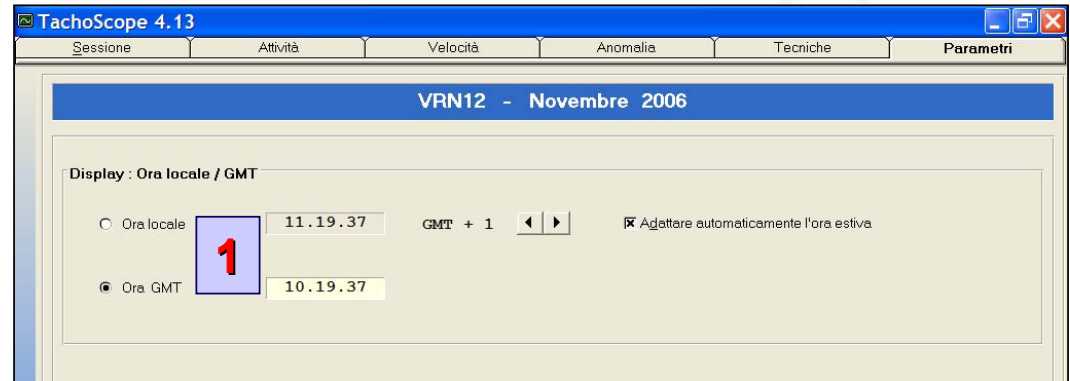 TachoScope 4.13
Sessione Attività Velocità Anomalia Tecniche Parametri
VRN12 - Novembre 2006
Display : Ora locale / GMT
Ora locale 11.19.37 GMT + 1 Adattare automaticamente l'ora estiva
1
Ora GMT 10.19.37